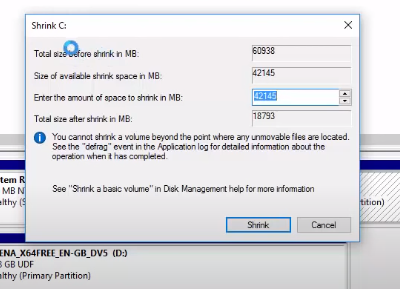 Shrink C:
Total size before shrink in MB: 60938
Size of available shrink space in MB: 42145
Enter the amount of space to shrink in MB: 42145
Total size after shrink in MB: 18793
You cannot shrink a volume beyond the point where any unmovable files are located.
See the "defrag" event in the Application log for detailed information about the
operation when it has completed.
See "Shrink a basic volume" in Disk Management help for more information
Shrink Cancel
tem R
MB N
althy (S
tition)
ENA_X64FREE_EN-GB_DV5 (D:)
GB UDF
althy (Primary Partition)